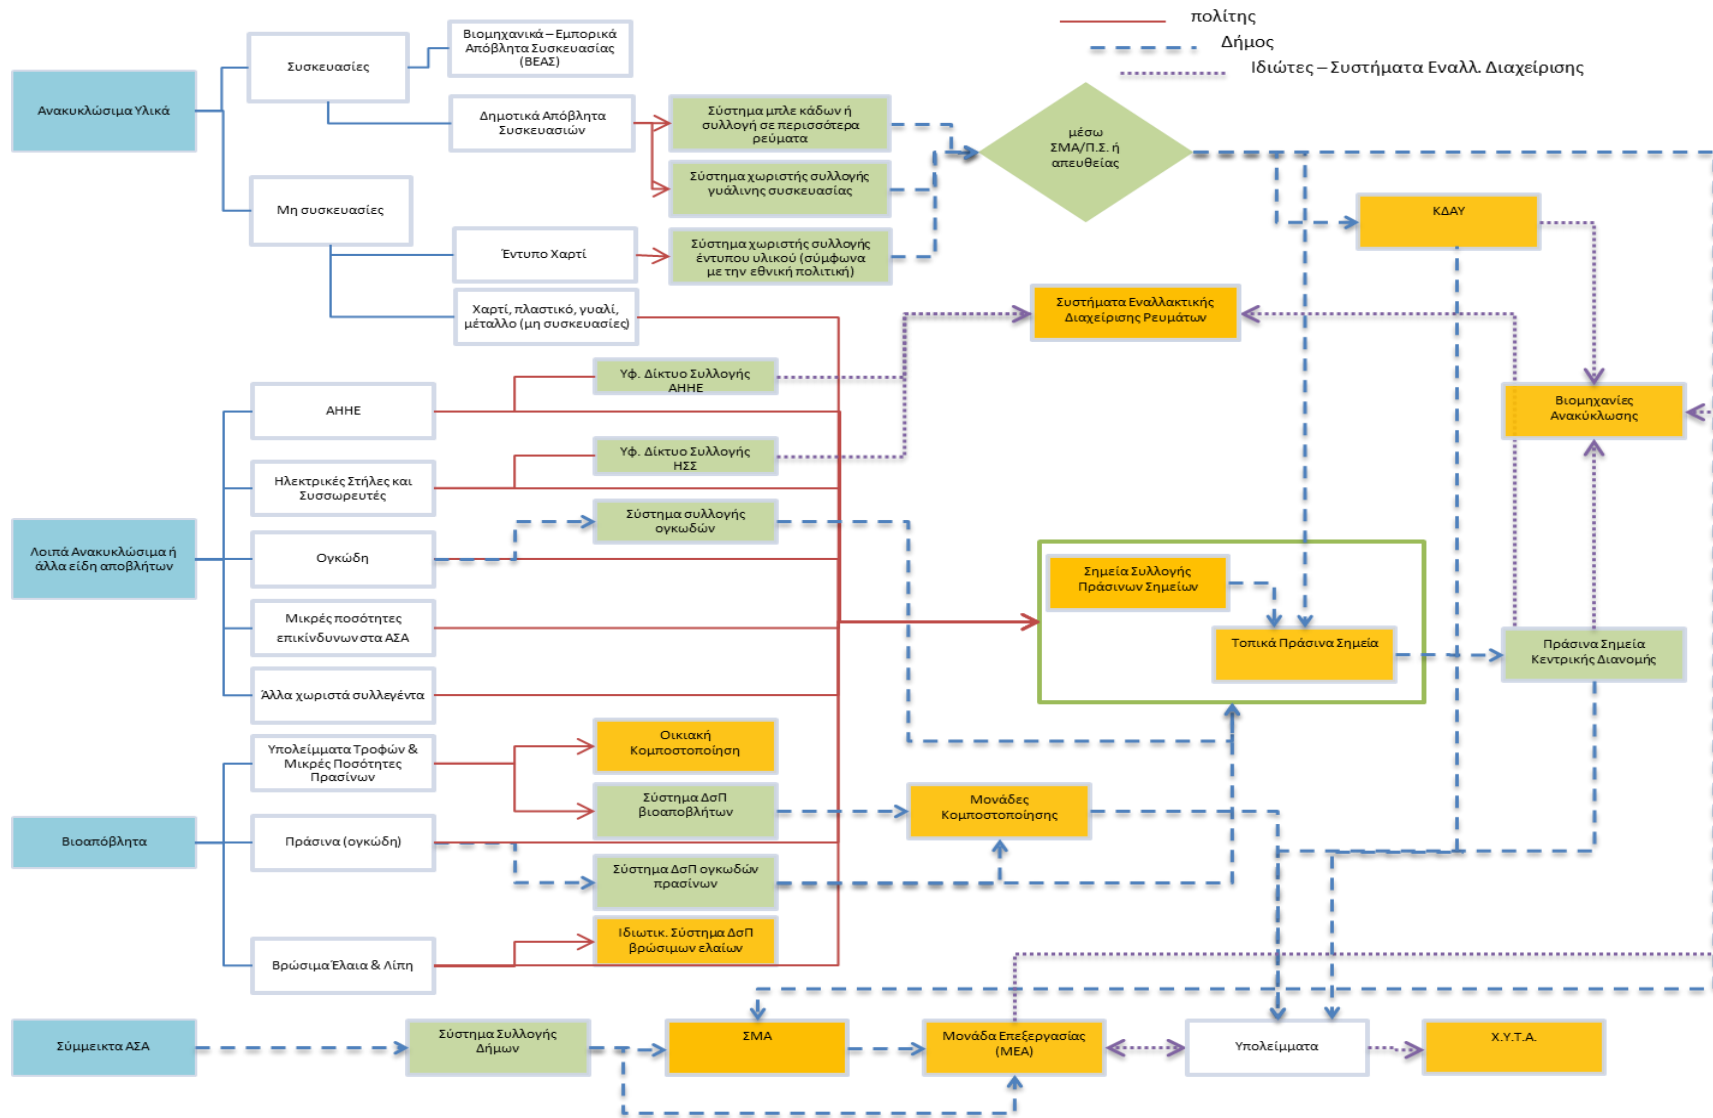 πολίτης
Δήμος
Ιδιώτες – Συστήματα Εναλλ. Διαχείρισης
Ανακυκλώσιμα Υλικά
Συσκευασίες
Βιομηχανικά – Εμπορικά
Απόβλητα Συσκευασίας
(ΒΕΑΣ)
Δημοτικά Απόβλητα
Συσκευασιών
Σύστημα μπλε κάδων ή
συλλογή σε περισσότερα
ρεύματα
μέσω
ΣΜΑ/Π.Σ. ή
απευθείας
Σύστημα χωριστής συλλογής
γυάλινης συσκευασίας
Μη συσκευασίες
ΚΔΑΥ
Έντυπο Χαρτί
Σύστημα χωριστής συλλογής
έντυπου υλικού (σύμφωνα
με την εθνική πολιτική)
Χαρτί, πλαστικό, γυαλί,
μέταλλο (μη συσκευασίες)
Συστήματα Εναλλακτικής
Διαχείρισης Ρευμάτων
Υφ. Δίκτυο Συλλογής
ΑΗΗΕ
ΑΗΗΕ
Βιομηχανίες
Ανακύκλωσης
Υφ. Δίκτυο Συλλογής
ΗΣΣ
Ηλεκτρικές Στήλες και
Συσσωρευτές
Σύστημα συλλογής
ογκωδών
Λοιπά Ανακυκλώσιμα ή
άλλα είδη αποβλήτων
Ογκώδη
Σημεία Συλλογής
Πράσινων Σημείων
Μικρές ποσότητες
επικίνδυνων στα ΑΣΑ
Τοπικά Πράσινα Σημεία
Πράσινα Σημεία
Κεντρικής Διανομής
Άλλα χωριστά συλλεγέντα
Υπολείμματα Τροφών &
Μικρές Ποσότητες
Πρασίνων
Οικιακή
Κομποστοποίηση
Σύστημα ΔσΠ
βιοαποβλήτων
Μονάδες
Κομποστοποίησης
Βιοαπόβλητα
Πράσινα (ογκώδη)
Σύστημα ΔσΠ ογκωδών
πρασίνων
Ιδιωτικ. Σύστημα ΔσΠ
βρώσιμων ελαίων
Βρώσιμα Έλαια & Λίπη
Σύμμεικτα ΑΣΑ
Σύστημα Συλλογής
Δήμων
ΣΜΑ
Μονάδα Επεξεργασίας
(ΜΕΑ)
Υπολείμματα
Χ.Υ.Τ.Α.